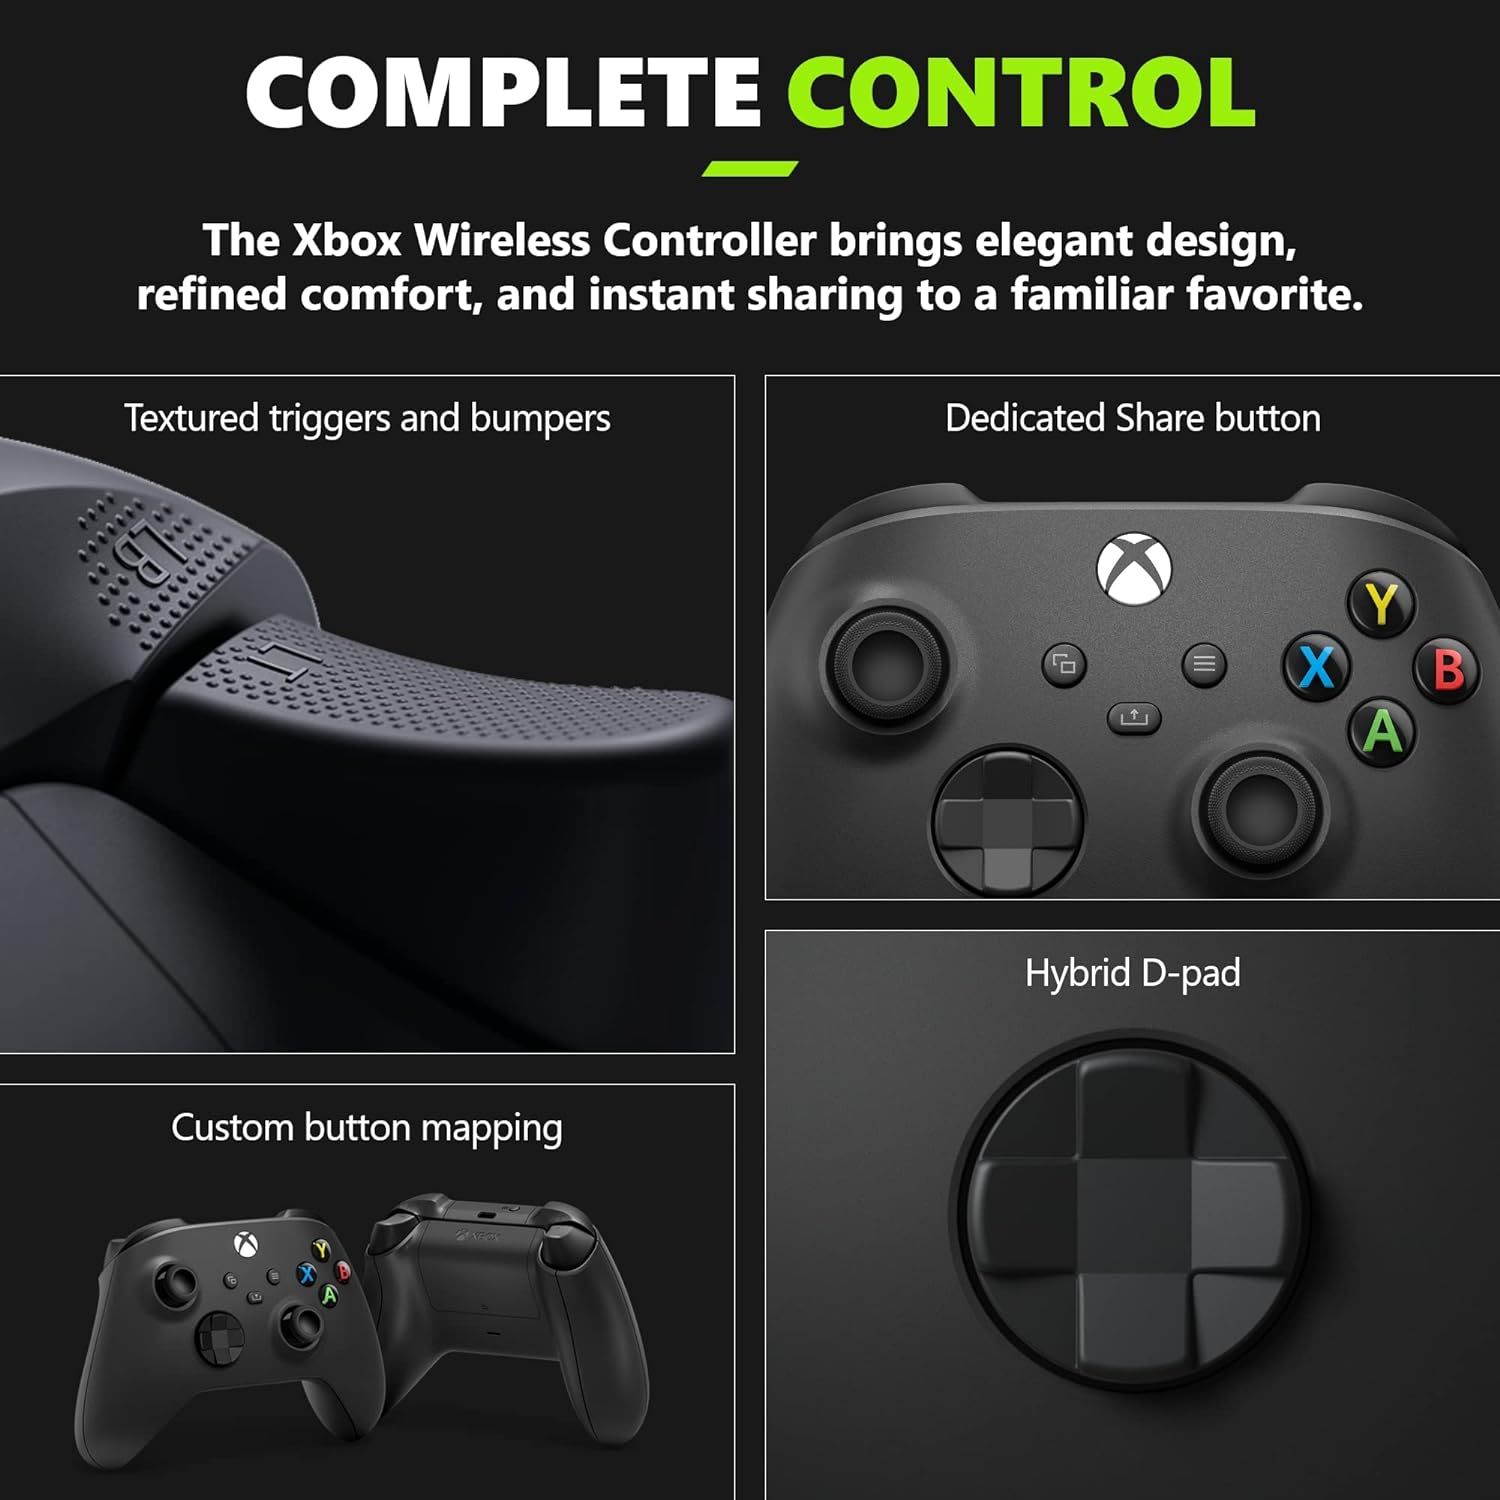 COMPLETE CONTROL
The Xbox Wireless Controller brings elegant design,
refined comfort, and instant sharing to a familiar favorite.
Textured triggers and bumpers
LB
LT
Dedicated Share button
Y
X
B
A
Hybrid D-pad
Custom button mapping
Y
X
B
A
XBOX